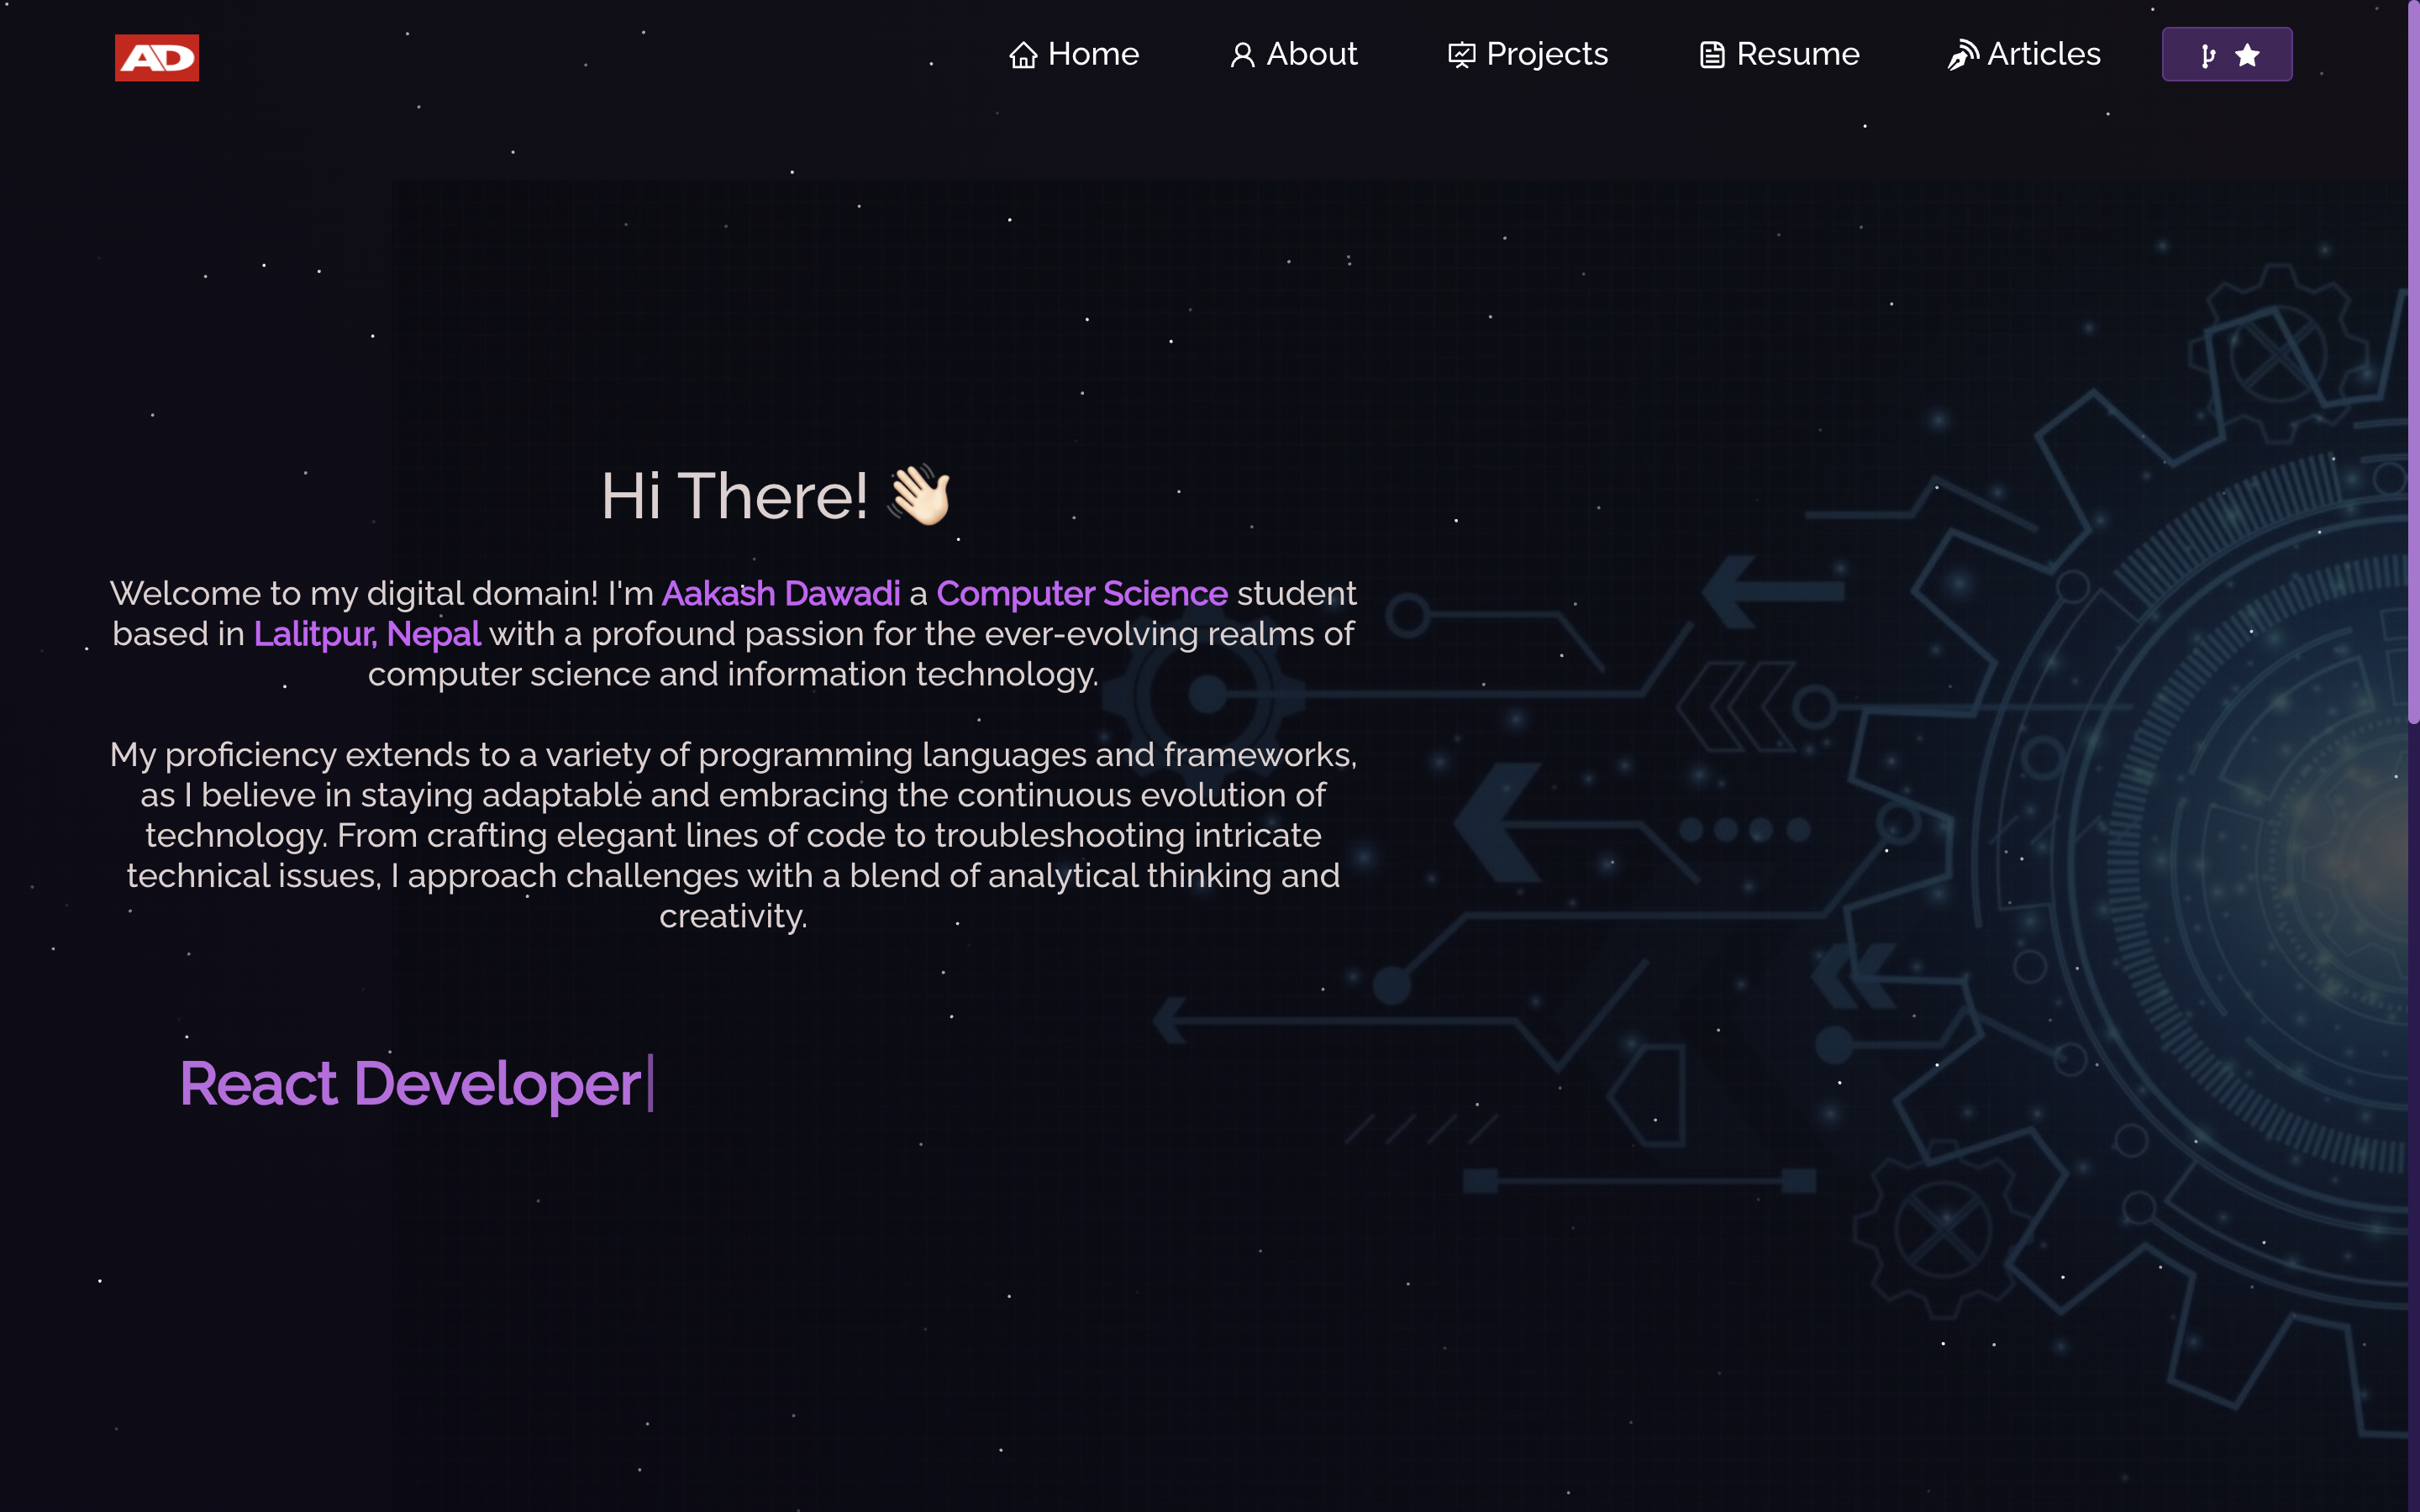 AD
Home
About
Projects
Resume
Articles
Hi There! 👋🏻
Welcome to my digital domain! I'm Aakash Dawadi a Computer Science student
based in Lalitpur, Nepal with a profound passion for the ever-evolving realms of
computer science and information technology.
My proficiency extends to a variety of programming languages and frameworks,
as I believe in staying adaptable and embracing the continuous evolution of
technology. From crafting elegant lines of code to troubleshooting intricate
technical issues, I approach challenges with a blend of analytical thinking and
creativity.
React Developer